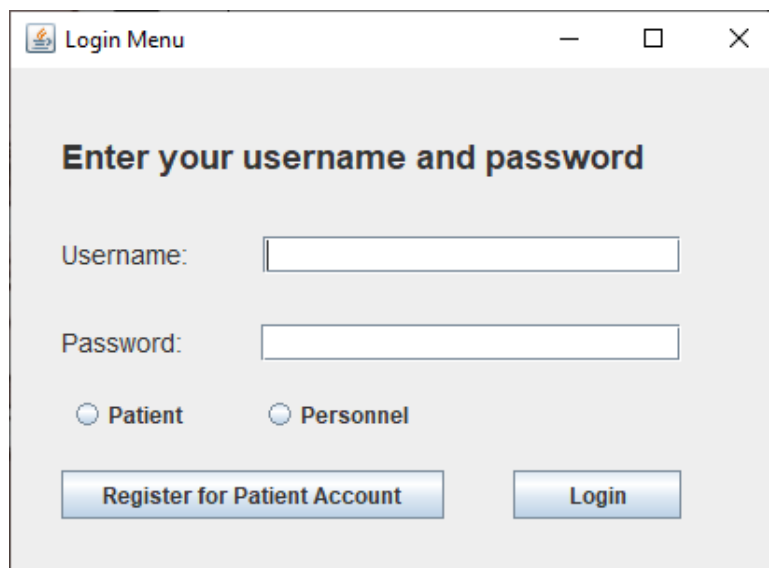 Login Menu
Enter your username and password
Username:
Password:
Patient Personnel
Register for Patient Account Login